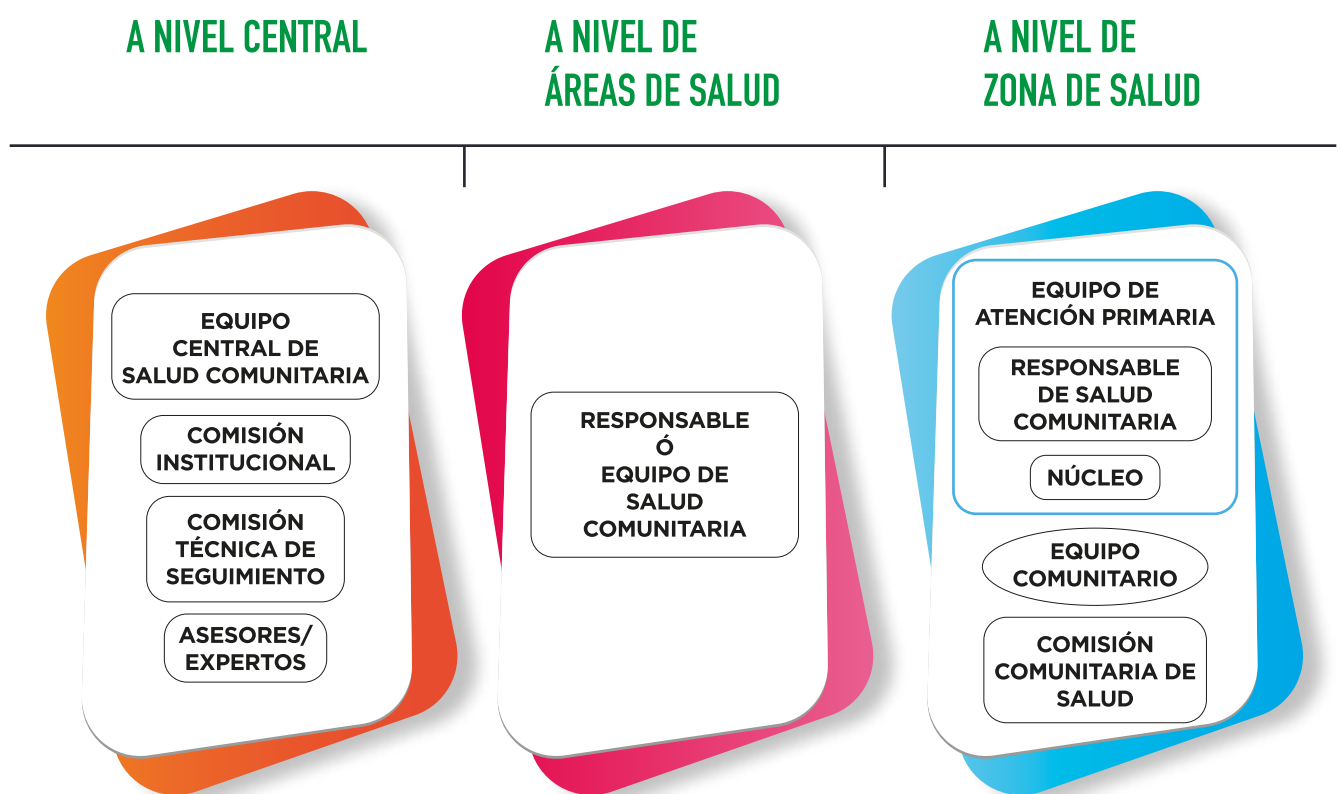 A NIVEL CENTRAL
EQUIPO
CENTRAL DE
SALUD COMUNITARIA
COMISIÓN
INSTITUCIONAL
COMISIÓN
TÉCNICA DE
SEGUIMIENTO
ASESORES/
EXPERTOS
A NIVEL DE
ÁREAS DE SALUD
RESPONSABLE
Ó
EQUIPO DE
SALUD
COMUNITARIA
A NIVEL DE
ZONA DE SALUD
EQUIPO DE
ATENCIÓN PRIMARIA
RESPONSABLE
DE SALUD
COMUNITARIA
NÚCLEO
EQUIPO
COMUNITARIO
COMISIÓN
COMUNITARIA DE
SALUD